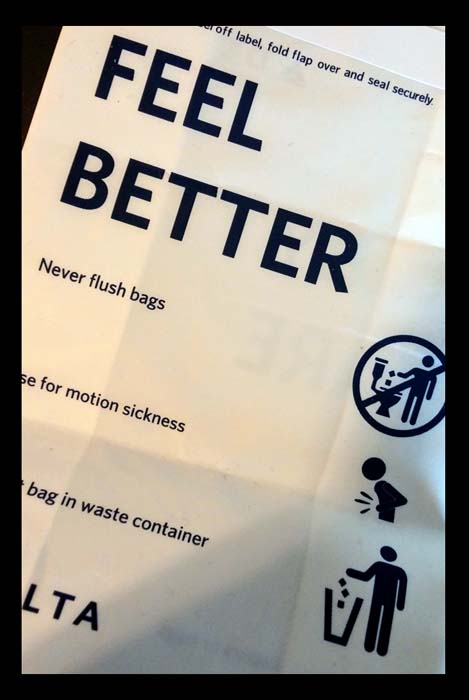 off label, fold flap over and seal securely.
FEEL
BETTER
Never flush bags
for motion sickness
bag in waste container
LTA